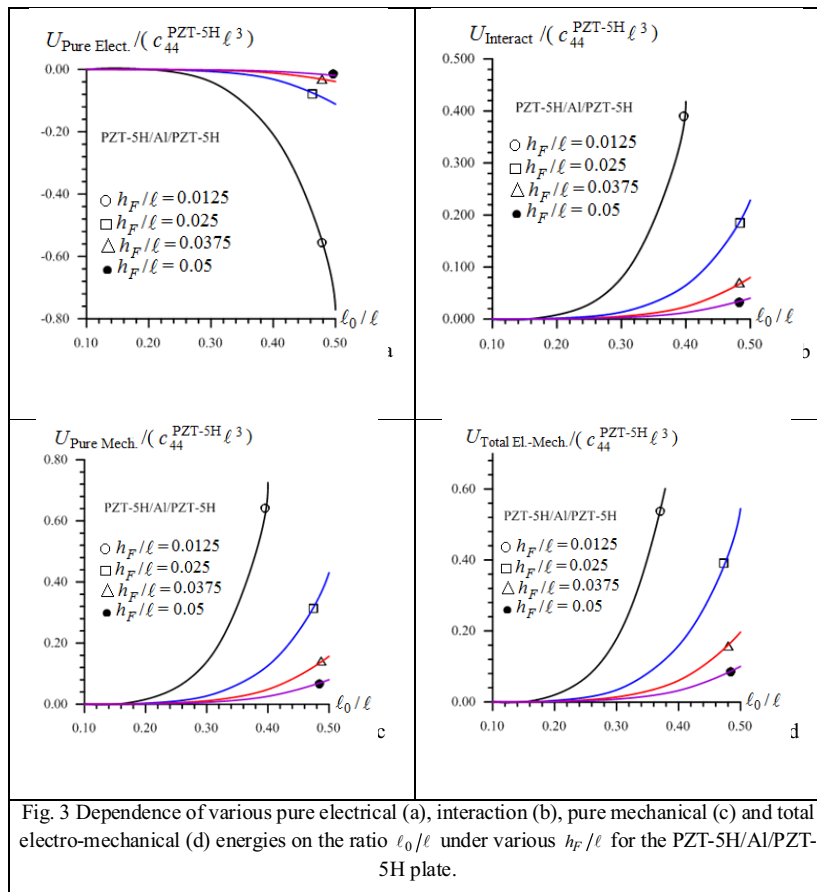 U_Pure Elect./(c_44^PZT-5H ℓ^3)
0.00
-0.20
-0.40
-0.60
-0.80
PZT-5H/Al/PZT-5H
h_F/ℓ=0.0125
h_F/ℓ=0.025
h_F/ℓ=0.0375
h_F/ℓ=0.05
ℓ_0/ℓ
0.10 0.20 0.30 0.40 0.50
a
U_Interact/(c_44^PZT-5H ℓ^3)
0.500
0.400
0.300
0.200
0.100
0.000
PZT-5H/Al/PZT-5H
h_F/ℓ=0.0125
h_F/ℓ=0.025
h_F/ℓ=0.0375
h_F/ℓ=0.05
ℓ_0/ℓ
0.10 0.20 0.30 0.40 0.50
b
U_Pure Mech./(c_44^PZT-5H ℓ^3)
0.80
0.60
0.40
0.20
0.00
PZT-5H/Al/PZT-5H
h_F/ℓ=0.0125
h_F/ℓ=0.025
h_F/ℓ=0.0375
h_F/ℓ=0.05
ℓ_0/ℓ
0.10 0.20 0.30 0.40 0.50
c
U_Total El.-Mech./(c_44^PZT-5H ℓ^3)
0.60
0.40
0.20
0.00
PZT-5H/Al/PZT-5H
h_F/ℓ=0.0125
h_F/ℓ=0.025
h_F/ℓ=0.0375
h_F/ℓ=0.05
ℓ_0/ℓ
0.10 0.20 0.30 0.40 0.50
d
Fig. 3 Dependence of various pure electrical (a), interaction (b), pure mechanical (c) and total
electro-mechanical (d) energies on the ratio ℓ_0/ℓ under various h_F/ℓ for the PZT-5H/Al/PZT-
5H plate.